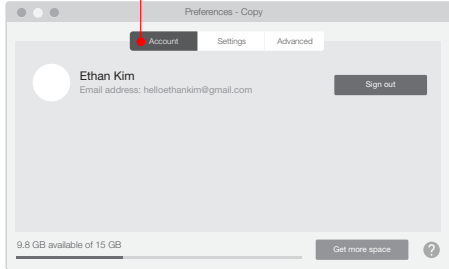 Preferences - Copy
Account Settings Advanced
Ethan Kim
Email address: helloethankim@gmail.com
Sign out
9.8 GB available of 15 GB
Get more space
?